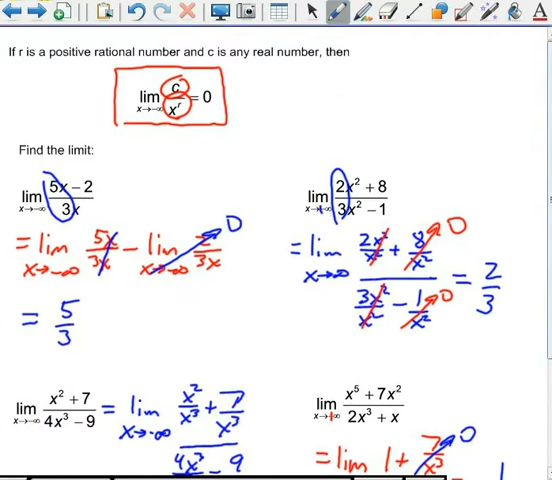 If r is a positive rational number and c is any real number, then
lim x→-∞ c/x^r = 0
Find the limit:
lim x→-∞ (5x − 2)/(3x)
= lim x→-∞ 5x/3x − lim x→-∞ 2/3x → 0
= 5/3
lim (2x² + 8)/(3x² − 1)
= lim x→∞ (2x²/x² + 8/x² → 0)/(3x²/x² − 1/x² → 0) = 2/3
lim x→-∞ (x² + 7)/(4x³ − 9) = lim x→-∞ (x²/x³ + 7/x³)/(4x³ − 9
lim (x⁵ + 7x²)/(2x³ + x)
= lim 1 + 7/x³ → 0